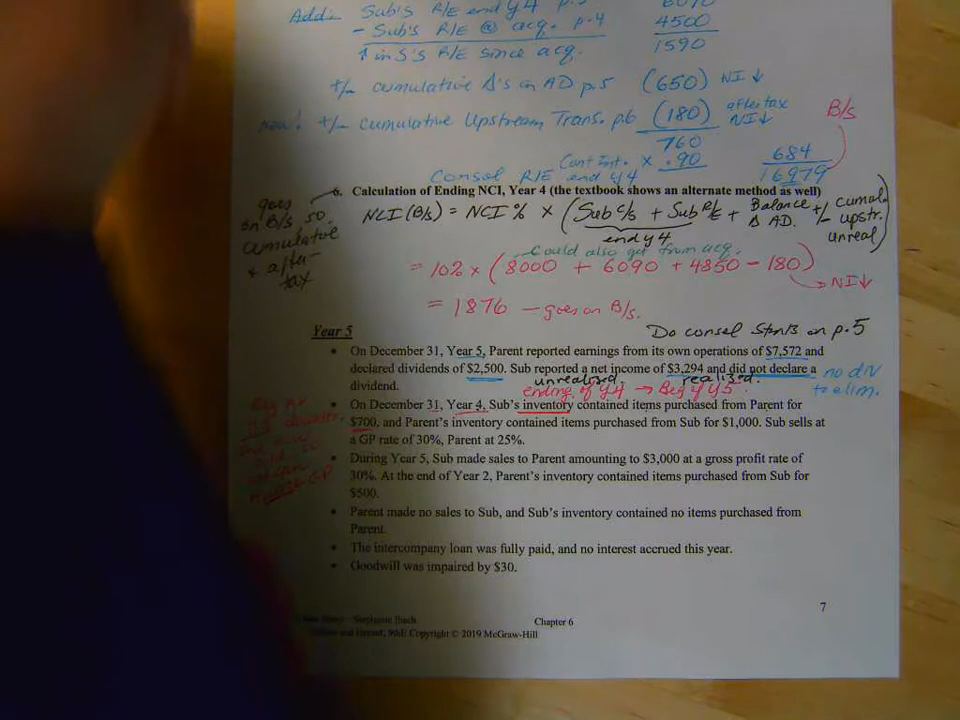 Add: Sub's R/E end y4 p.5 6090
- Sub's R/E @ acq. p.4 4500
↑ in S's R/E since acq. 1590
+/- cumulative Δ's in AD p.5 (650) NI ↓
now! +/- cumulative Upstream Trans. p.6 (180) after tax NI↓
760
B/S
Cont Int. × .90 684
Consol R/E end y4 16979
6. Calculation of Ending NCI, Year 4 (the textbook shows an alternate method as well)
goes on B/S, so cumulative + after-tax
NCI (B/S) = NCI % × (Sub C/S + Sub R/E + Balance Δ AD. +/- cumul. upstr. unreal)
end y4
Could also get from acq.
= 10% × (8000 + 6090 + 4850 - 180)
→ NI↓
= 1876 - goes on B/S.
Year 5
Do consol Stmts on p.5
• On December 31, Year 5, Parent reported earnings from its own operations of $7,572 and
declared dividends of $2,500. Sub reported a net income of $3,294 and did not declare a
dividend.
no div to elim.
unrealized. realized.
ending of Y4 → Beg of Y5
• On December 31, Year 4, Sub's inventory contained items purchased from Parent for
$700, and Parent's inventory contained items purchased from Sub for $1,000. Sub sells at
a GP rate of 30%, Parent at 25%.
• During Year 5, Sub made sales to Parent amounting to $3,000 at a gross profit rate of
30%. At the end of Year 2, Parent's inventory contained items purchased from Sub for
$500.
• Parent made no sales to Sub, and Sub's inventory contained no items purchased from
Parent.
• The intercompany loan was fully paid, and no interest accrued this year.
• Goodwill was impaired by $30.
7
Stephanie Ibach Chapter 6
Copyright © 2019 McGraw-Hill